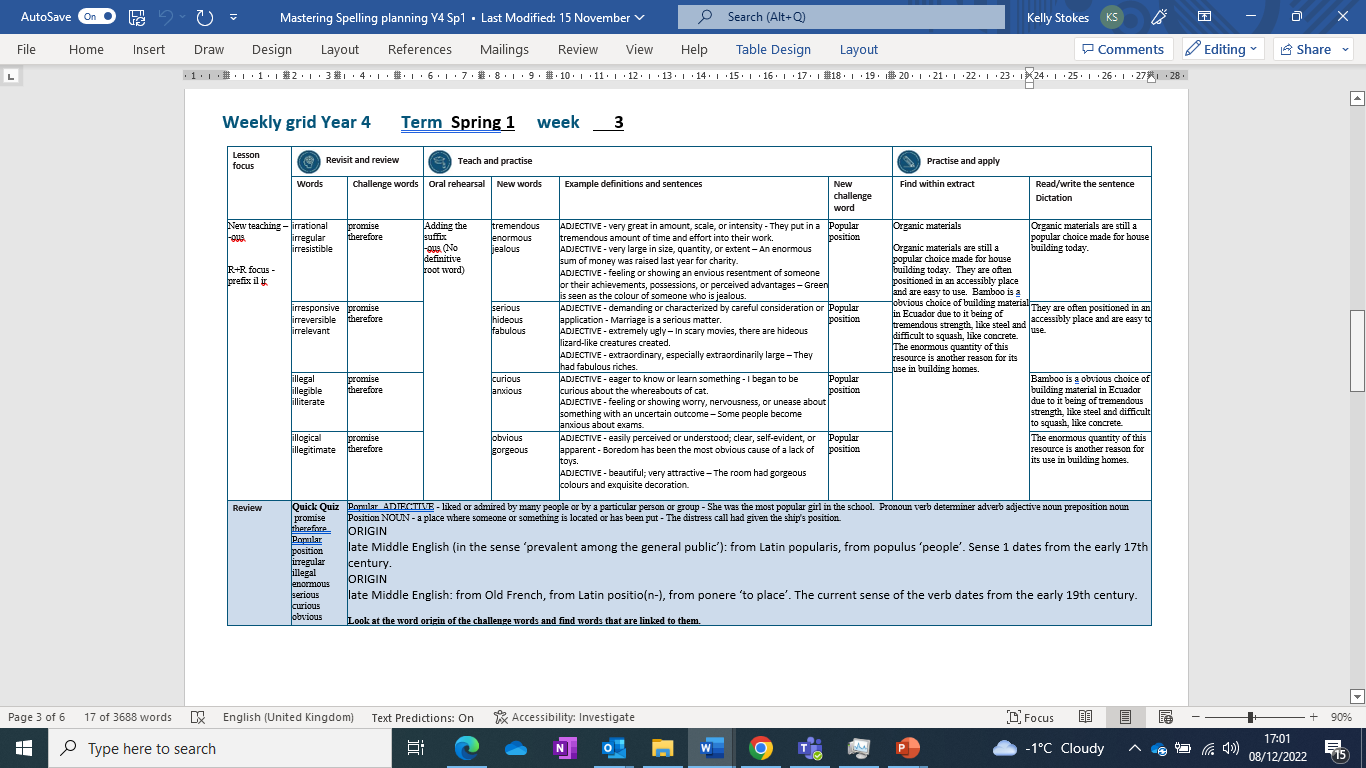 AutoSave On
Mastering Spelling planning Y4 Sp1 • Last Modified: 15 November
Search (Alt+Q)
Kelly Stokes KS
File Home Insert Draw Design Layout References Mailings Review View Help Table Design Layout
Comments Editing Share
1 1 2 3 4 5 6 7 8 9 10 11 12 13 14 15 16 17 18 19 20 21 22 23 24 25 26 27 28
Weekly grid Year 4 Term Spring 1 week 3
Lesson
focus
Revisit and review
Teach and practise
Practise and apply
Words
Challenge words
Oral rehearsal
New words
Example definitions and sentences
New
challenge
word
Find within extract
Read/write the sentence
Dictation
New teaching –
-ous
R+R focus -
prefix il ir
irrational
irregular
irresistible
promise
therefore
Adding the
suffix
-ous (No
definitive
root word)
tremendous
enormous
jealous
ADJECTIVE - very great in amount, scale, or intensity - They put in a
tremendous amount of time and effort into their work.
ADJECTIVE - very large in size, quantity, or extent – An enormous
sum of money was raised last year for charity.
ADJECTIVE - feeling or showing an envious resentment of someone
or their achievements, possessions, or perceived advantages – Green
is seen as the colour of someone who is jealous.
Popular
position
Organic materials
Organic materials are still a
popular choice made for house
building today. They are often
positioned in an accessibly place
and are easy to use. Bamboo is a
obvious choice of building material
in Ecuador due to it being of
tremendous strength, like steel and
difficult to squash, like concrete.
The enormous quantity of this
resource is another reason for its
use in building homes.
Organic materials are still a
popular choice made for house
building today.
irresponsive
irreversible
irrelevant
promise
therefore
serious
hideous
fabulous
ADJECTIVE - demanding or characterized by careful consideration or
application - Marriage is a serious matter.
ADJECTIVE - extremely ugly – In scary movies, there are hideous
lizard-like creatures created.
ADJECTIVE - extraordinary, especially extraordinarily large – They
had fabulous riches.
Popular
position
They are often positioned in an
accessibly place and are easy to
use.
illegal
illegible
illiterate
promise
therefore
curious
anxious
ADJECTIVE - eager to know or learn something - I began to be
curious about the whereabouts of cat.
ADJECTIVE - feeling or showing worry, nervousness, or unease about
something with an uncertain outcome – Some people become
anxious about exams.
Popular
position
Bamboo is a obvious choice of
building material in Ecuador
due to it being of tremendous
strength, like steel and difficult
to squash, like concrete.
illogical
illegitimate
promise
therefore
obvious
gorgeous
ADJECTIVE - easily perceived or understood; clear, self-evident, or
apparent - Boredom has been the most obvious cause of a lack of
toys.
ADJECTIVE - beautiful; very attractive – The room had gorgeous
colours and exquisite decoration.
Popular
position
The enormous quantity of this
resource is another reason for
its use in building homes.
Review
Quick Quiz
promise
therefore
Popular
position
irregular
illegal
enormous
serious
curious
obvious
Popular ADJECTIVE - liked or admired by many people or by a particular person or group - She was the most popular girl in the school. Pronoun verb determiner adverb adjective noun preposition noun
Position NOUN - a place where someone or something is located or has been put - The distress call had given the ship's position.
ORIGIN
late Middle English (in the sense ‘prevalent among the general public’): from Latin popularis, from populus ‘people’. Sense 1 dates from the early 17th
century.
ORIGIN
late Middle English: from Old French, from Latin positio(n-), from ponere ‘to place’. The current sense of the verb dates from the early 19th century.
Look at the word origin of the challenge words and find words that are linked to them.
Page 3 of 6 17 of 3688 words English (United Kingdom) Text Predictions: On Accessibility: Investigate Focus 90%
Type here to search
-1°C Cloudy
17:01
08/12/2022
15